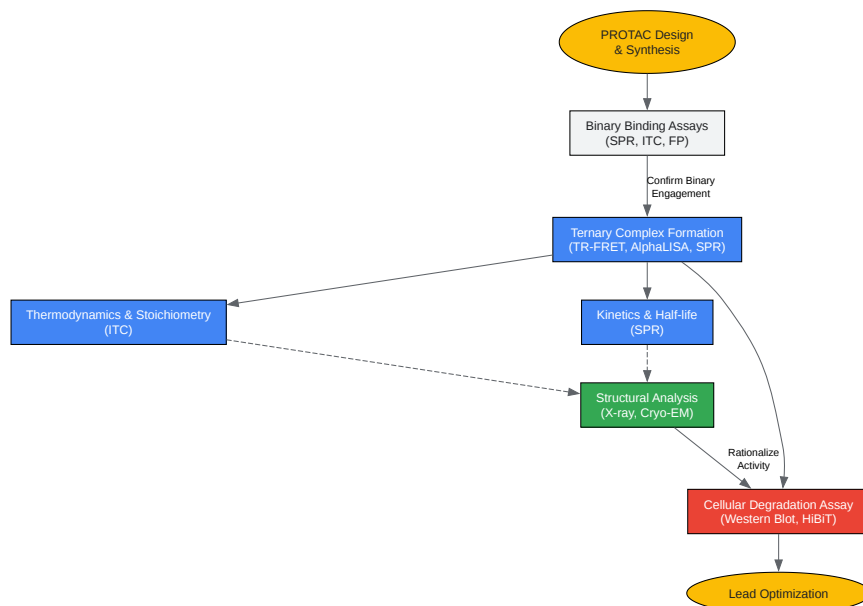 PROTAC Design
& Synthesis
Binary Binding Assays
(SPR, ITC, FP)
Confirm Binary
Engagement
Ternary Complex Formation
(TR-FRET, AlphaLISA, SPR)
Thermodynamics & Stoichiometry
(ITC)
Kinetics & Half-life
(SPR)
Structural Analysis
(X-ray, Cryo-EM)
Rationalize
Activity
Cellular Degradation Assay
(Western Blot, HiBiT)
Lead Optimization